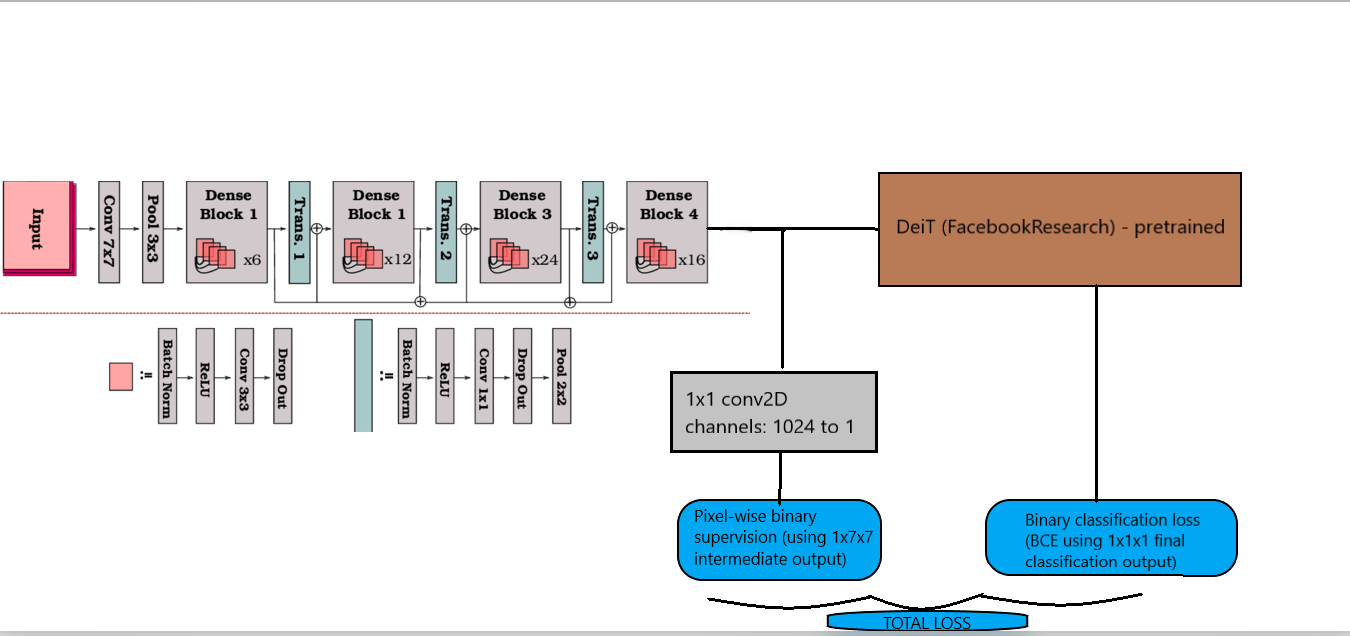 Input
Conv 7x7
Pool 3x3
Dense
Block 1
x6
Trans. 1
Dense
Block 1
x12
Trans. 2
Dense
Block 3
x24
Trans. 3
Dense
Block 4
x16
DeiT (FacebookResearch) - pretrained
::=
Batch Norm
ReLU
Conv 3x3
Drop Out
::=
Batch Norm
ReLU
Conv 1x1
Drop Out
Pool 2x2
1x1 conv2D
channels: 1024 to 1
Pixel-wise binary
supervision (using 1x7x7
intermediate output)
Binary classification loss
(BCE using 1x1x1 final
classification output)
TOTAL LOSS